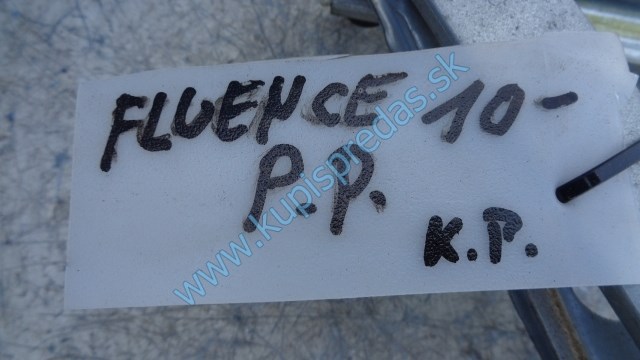 FLUENCE 10-
P.P.
K.P.
www.kupispredas.sk